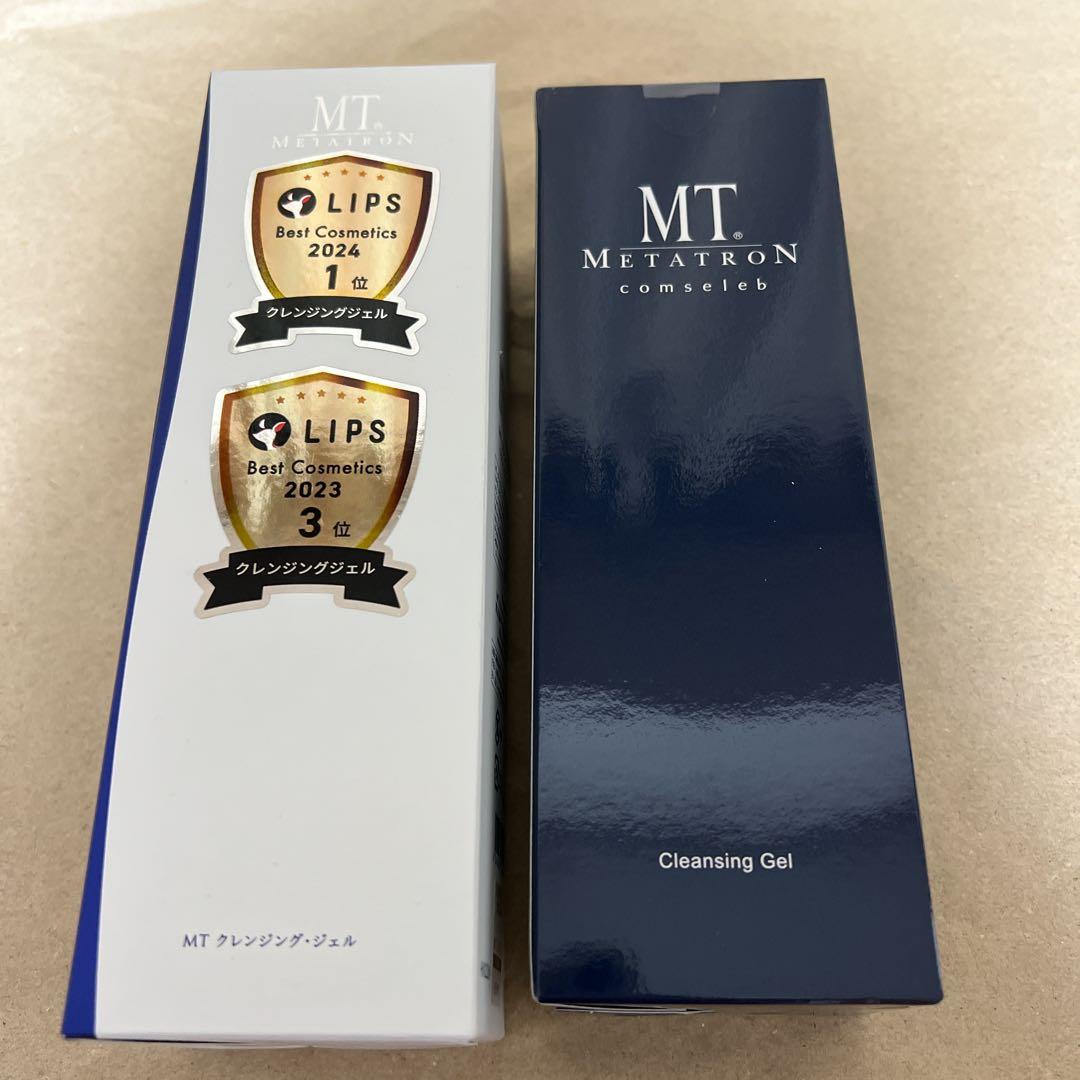 MT®
METATRON
LIPS
Best Cosmetics
2024
1位
クレンジングジェル
LIPS
Best Cosmetics
2023
3位
クレンジングジェル
MT クレンジング・ジェル
MT®
METATRON
comseleb
Cleansing Gel